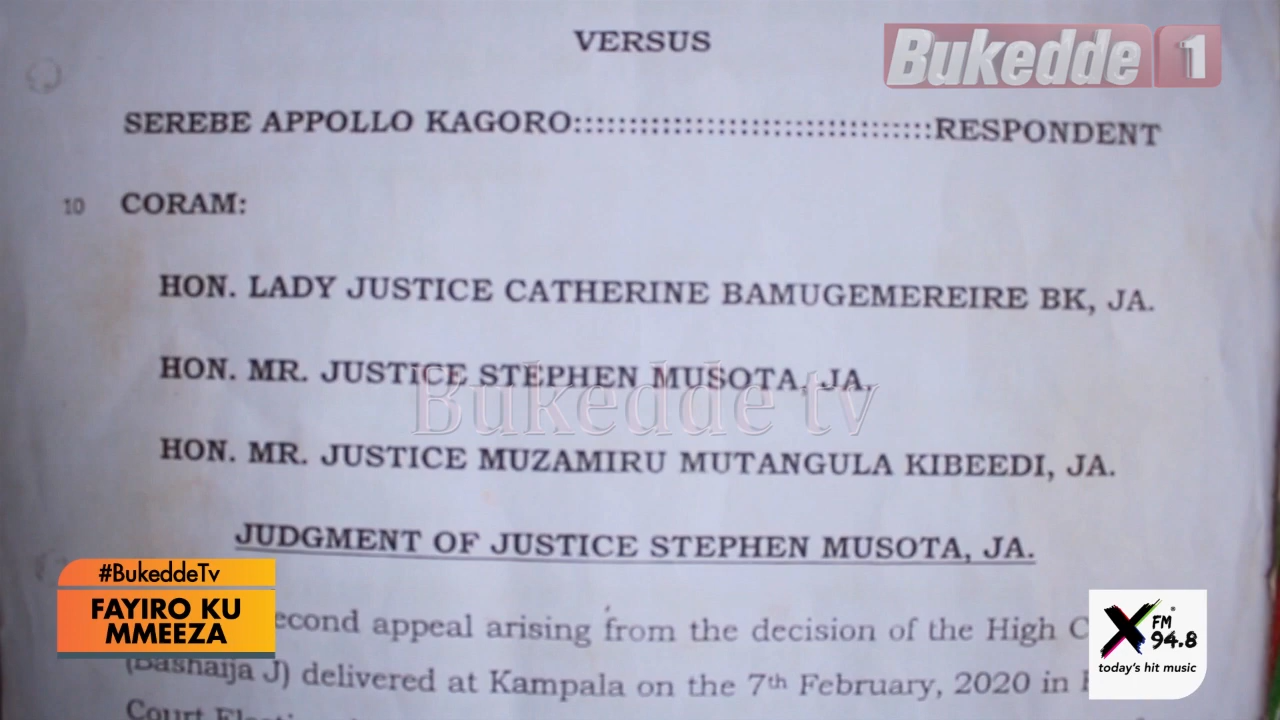 VERSUS
Bukedde 1
SEREBE APPOLLO KAGORO::::::::::::::::::::::::::::::::RESPONDENT
10 CORAM:
HON. LADY JUSTICE CATHERINE BAMUGEMEREIRE BK, JA.
HON. MR. JUSTICE STEPHEN MUSOTA, JA.
Bukedde tv
HON. MR. JUSTICE MUZAMIRU MUTANGULA KIBEEDI, JA.
JUDGMENT OF JUSTICE STEPHEN MUSOTA, JA.
#BukeddeTv
FAYIRO KU
MMEEZA
econd appeal arising from the decision of the High C
(Bashaija J) delivered at Kampala on the 7th February, 2020 in
Court
X FM
94.8
today's hit music